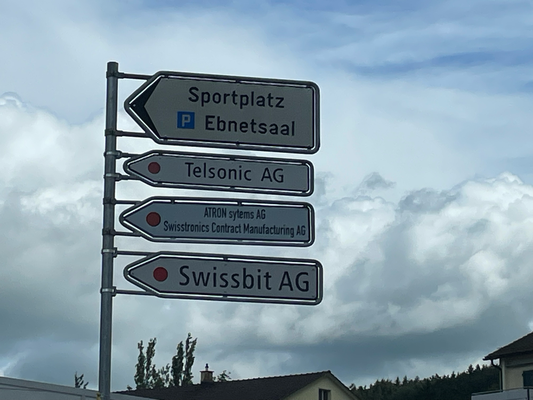 Sportplatz
P Ebnetsaal
Telsonic AG
ATRON sytems AG
Swisstronics Contract Manufacturing AG
Swissbit AG